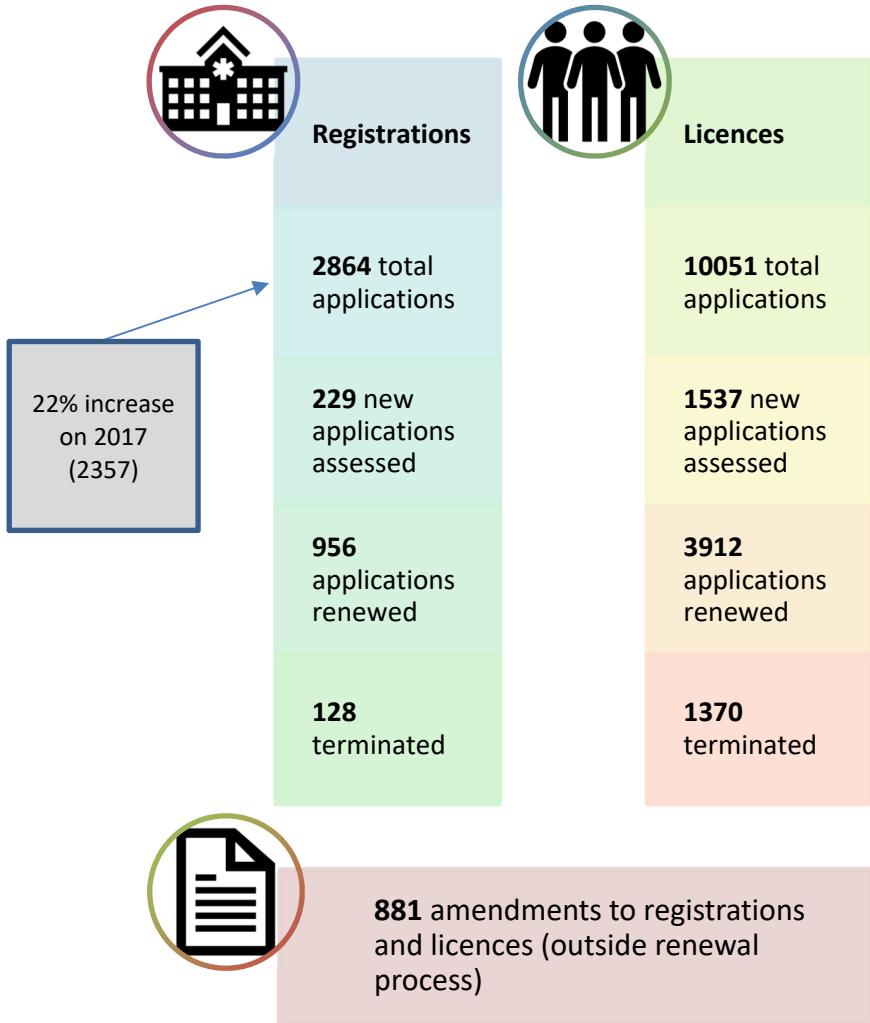 Registrations
2864 total
applications
229 new
applications
assessed
956
applications
renewed
128
terminated
22% increase
on 2017
(2357)
Licences
10051 total
applications
1537 new
applications
assessed
3912
applications
renewed
1370
terminated
881 amendments to registrations
and licences (outside renewal
process)